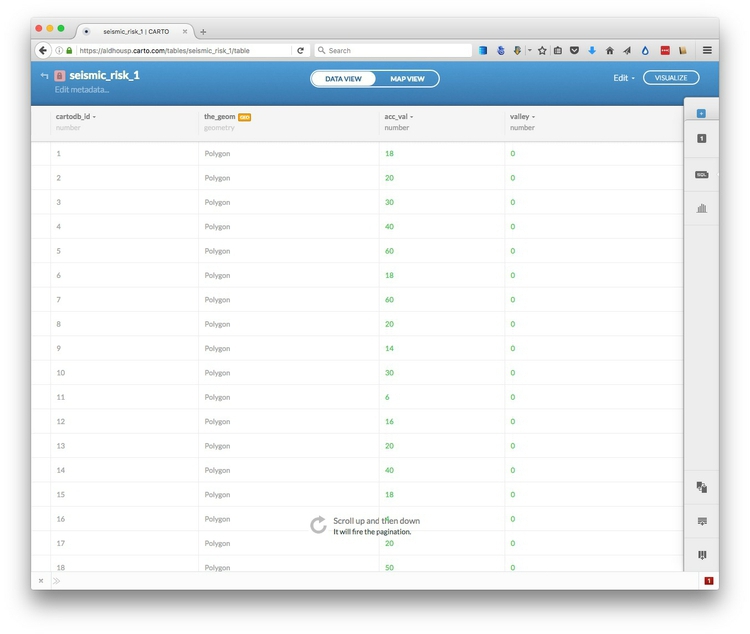 seismic_risk_1 | CARTO
https://aldhousp.carto.com/tables/seismic_risk_1/table
Search
seismic_risk_1
DATA VIEW
MAP VIEW
Edit
VISUALIZE
Edit metadata...
cartodb_id the_geom GEO acc_val valley
number geometry number number
1 Polygon 18 0
2 Polygon 20 0
3 Polygon 30 0
4 Polygon 40 0
5 Polygon 60 0
6 Polygon 18 0
7 Polygon 60 0
8 Polygon 20 0
9 Polygon 14 0
10 Polygon 30 0
11 Polygon 6 0
12 Polygon 16 0
13 Polygon 20 0
14 Polygon 40 0
15 Polygon 18 0
16 Polygon 0
Scroll up and then down
It will fire the pagination.
17 Polygon 20 0
18 Polygon 50 0
1
SQL
1